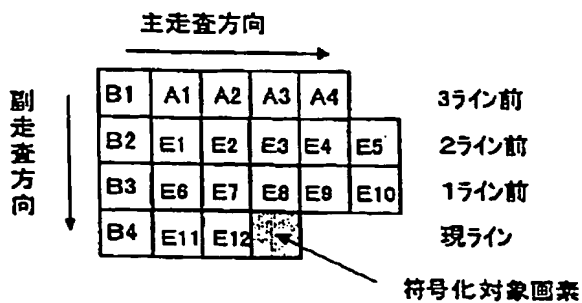 主走査方向
副走査方向
B1 A1 A2 A3 A4 3ライン前
B2 E1 E2 E3 E4 E5 2ライン前
B3 E6 E7 E8 E9 E10 1ライン前
B4 E11 E12 現ライン
符号化対象画素